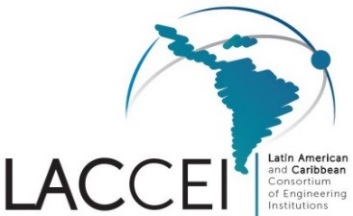 LACCEI
Latin American
and Caribbean
Consortium
of Engineering
Institutions